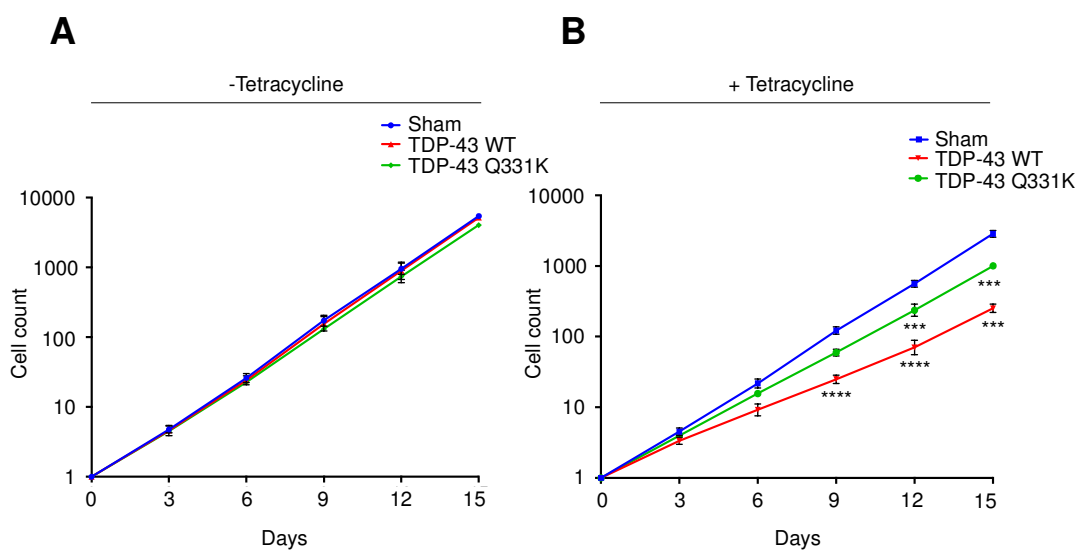 A
-Tetracycline
Sham
TDP-43 WT
TDP-43 Q331K
10000
1000
100
10
1
Cell count
0 3 6 9 12 15
Days
B
+ Tetracycline
Sham
TDP-43 WT
TDP-43 Q331K
10000
1000
100
10
1
Cell count
***
***
***
****
****
0 3 6 9 12 15
Days